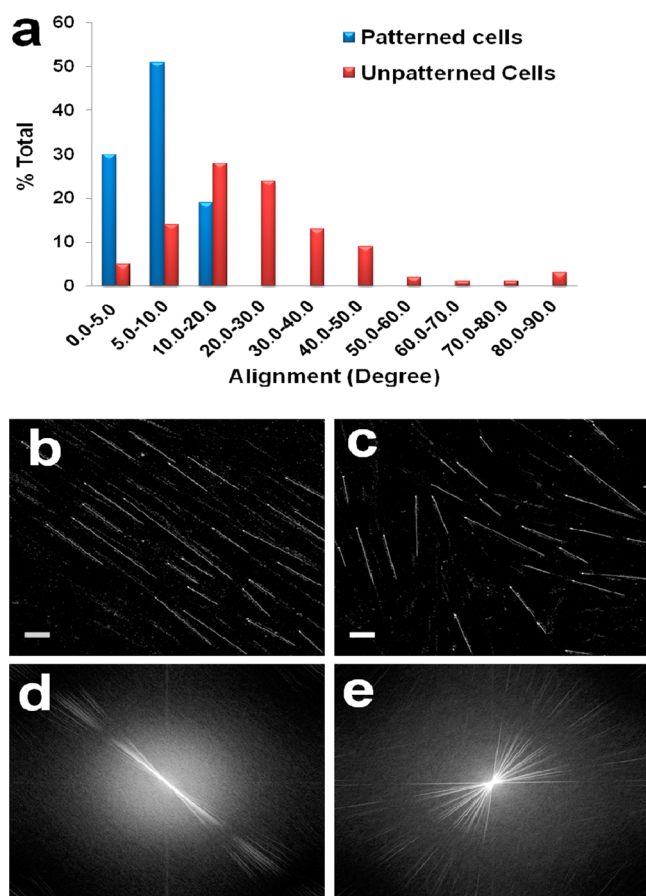 a
60
50
40
30
20
10
0
% Total
Patterned cells
Unpatterned Cells
0.0-5.0
5.0-10.0
10.0-20.0
20.0-30.0
30.0-40.0
40.0-50.0
50.0-60.0
60.0-70.0
70.0-80.0
80.0-90.0
Alignment (Degree)
b
c
d
e